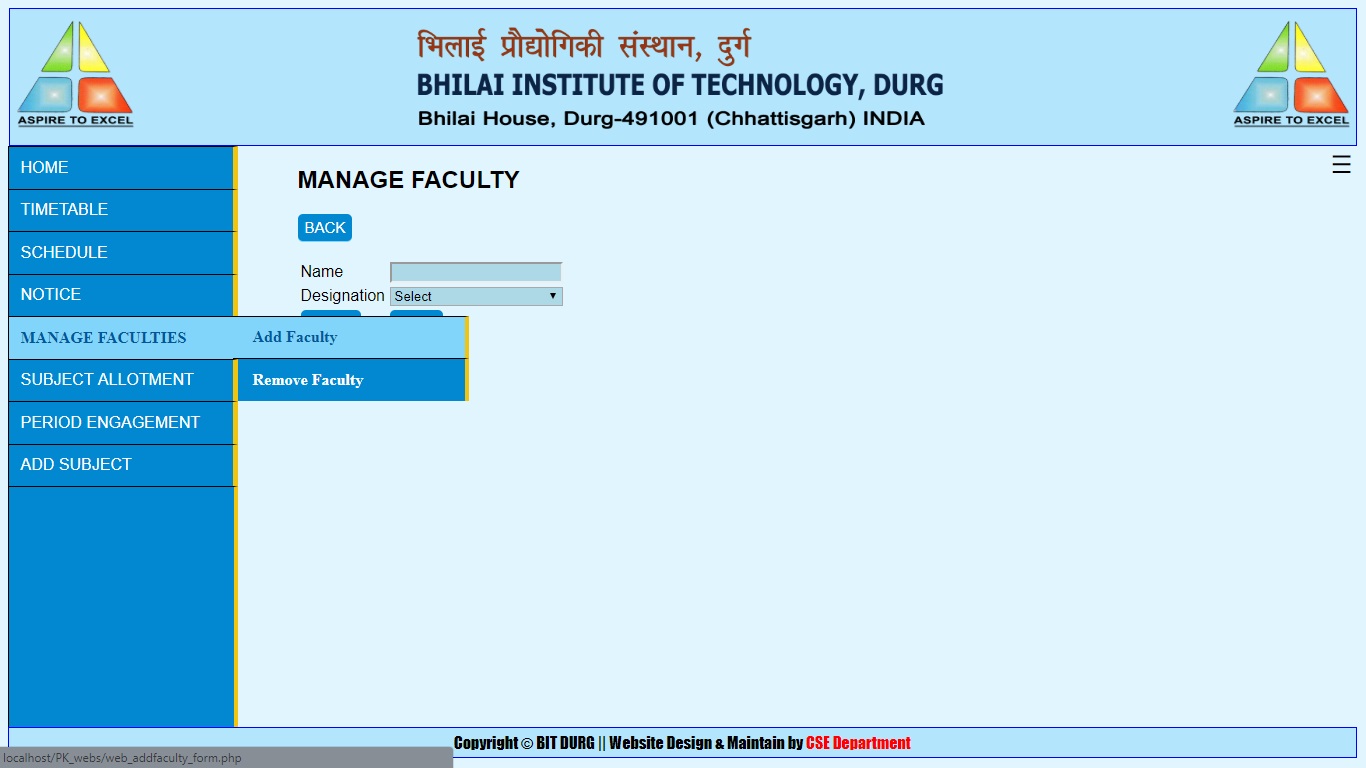 भिलाई प्रौद्योगिकी संस्थान, दुर्ग
BHILAI INSTITUTE OF TECHNOLOGY, DURG
Bhilai House, Durg-491001 (Chhattisgarh) INDIA
ASPIRE TO EXCEL
ASPIRE TO EXCEL
HOME
TIMETABLE
SCHEDULE
NOTICE
MANAGE FACULTIES
SUBJECT ALLOTMENT
PERIOD ENGAGEMENT
ADD SUBJECT
Add Faculty
Remove Faculty
☰
MANAGE FACULTY
BACK
Name
Designation Select
Copyright © BIT DURG || Website Design & Maintain by CSE Department
localhost/PK_webs/web_addfaculty_form.php